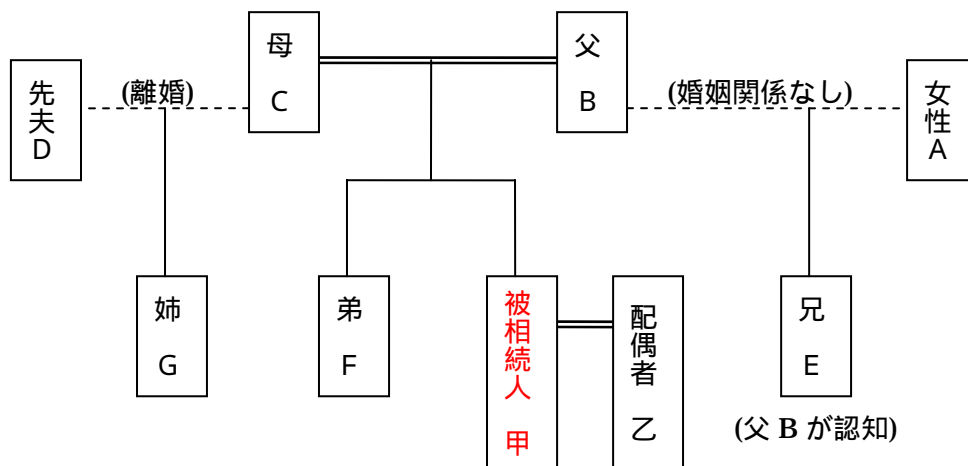 母 C
父 B
先夫 D
(離婚)
(婚姻関係なし)
女性 A
姉 G
弟 F
被相続人 甲
配偶者 乙
兄 E
(父 B が認知)